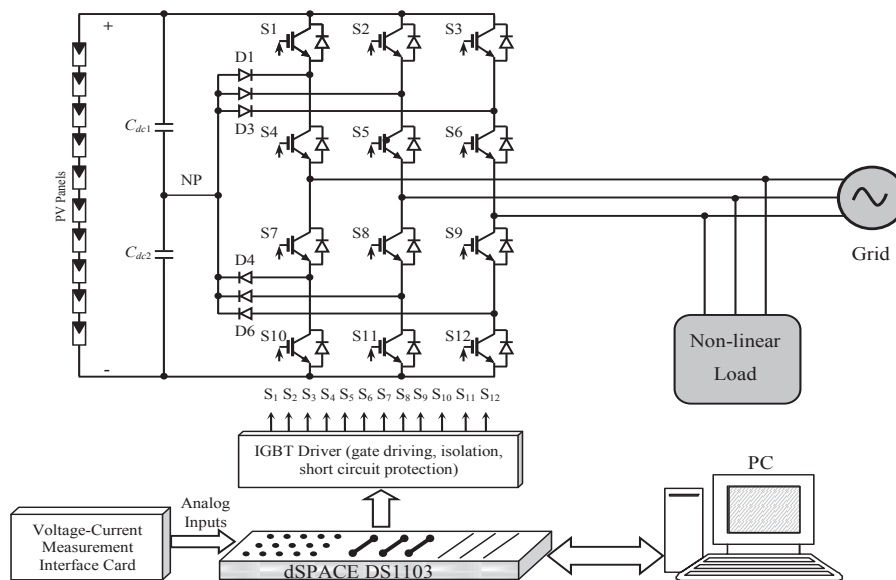 +
S1
S2
S3
D1
D3
C_dc1
S4
S5
S6
PV Panels
NP
C_dc2
S7
S8
S9
Grid
D4
D6
S10
S11
S12
Non-linear
Load
-
S₁ S₂ S₃ S₄ S₅ S₆ S₇ S₈ S₉ S₁₀ S₁₁ S₁₂
IGBT Driver (gate driving, isolation,
short circuit protection)
PC
Analog
Inputs
Voltage-Current
Measurement
Interface Card
dSPACE DS1103